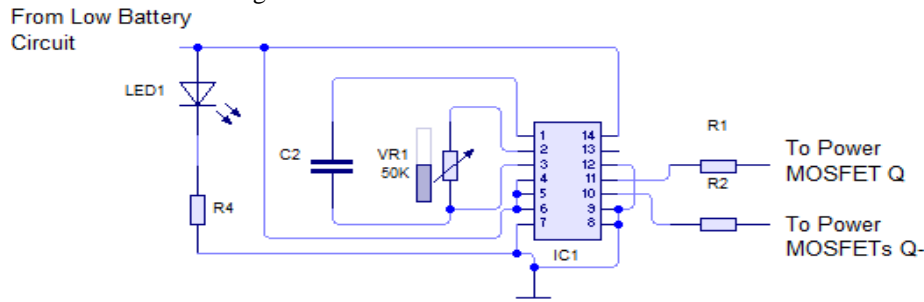 From Low Battery
Circuit
LED1
R4
C2
VR1
50K
1 14
2 13
3 12
4 11
5 10
6 9
7 8
IC1
R1
To Power
MOSFET Q
R2
To Power
MOSFETs Q-